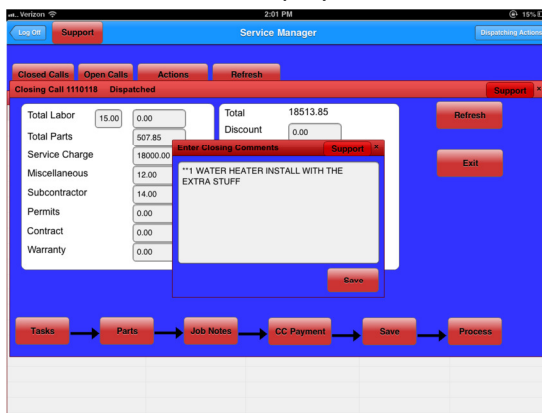 Verizon 2:01 PM 15%
Log Off Support Service Manager Dispatching Actions
Closed Calls Open Calls Actions Refresh
Closing Call 1110118 Dispatched Support ×
Total Labor 15.00 0.00 Total 18513.85 Refresh
Total Parts 507.85 Discount 0.00
Enter Closing Comments Support ×
Service Charge 18000.00 Exit
**1 WATER HEATER INSTALL WITH THE
EXTRA STUFF
Miscellaneous 12.00
Subcontractor 14.00
Permits 0.00
Contract 0.00
Warranty 0.00
Save
Tasks Parts Job Notes CC Payment Save Process